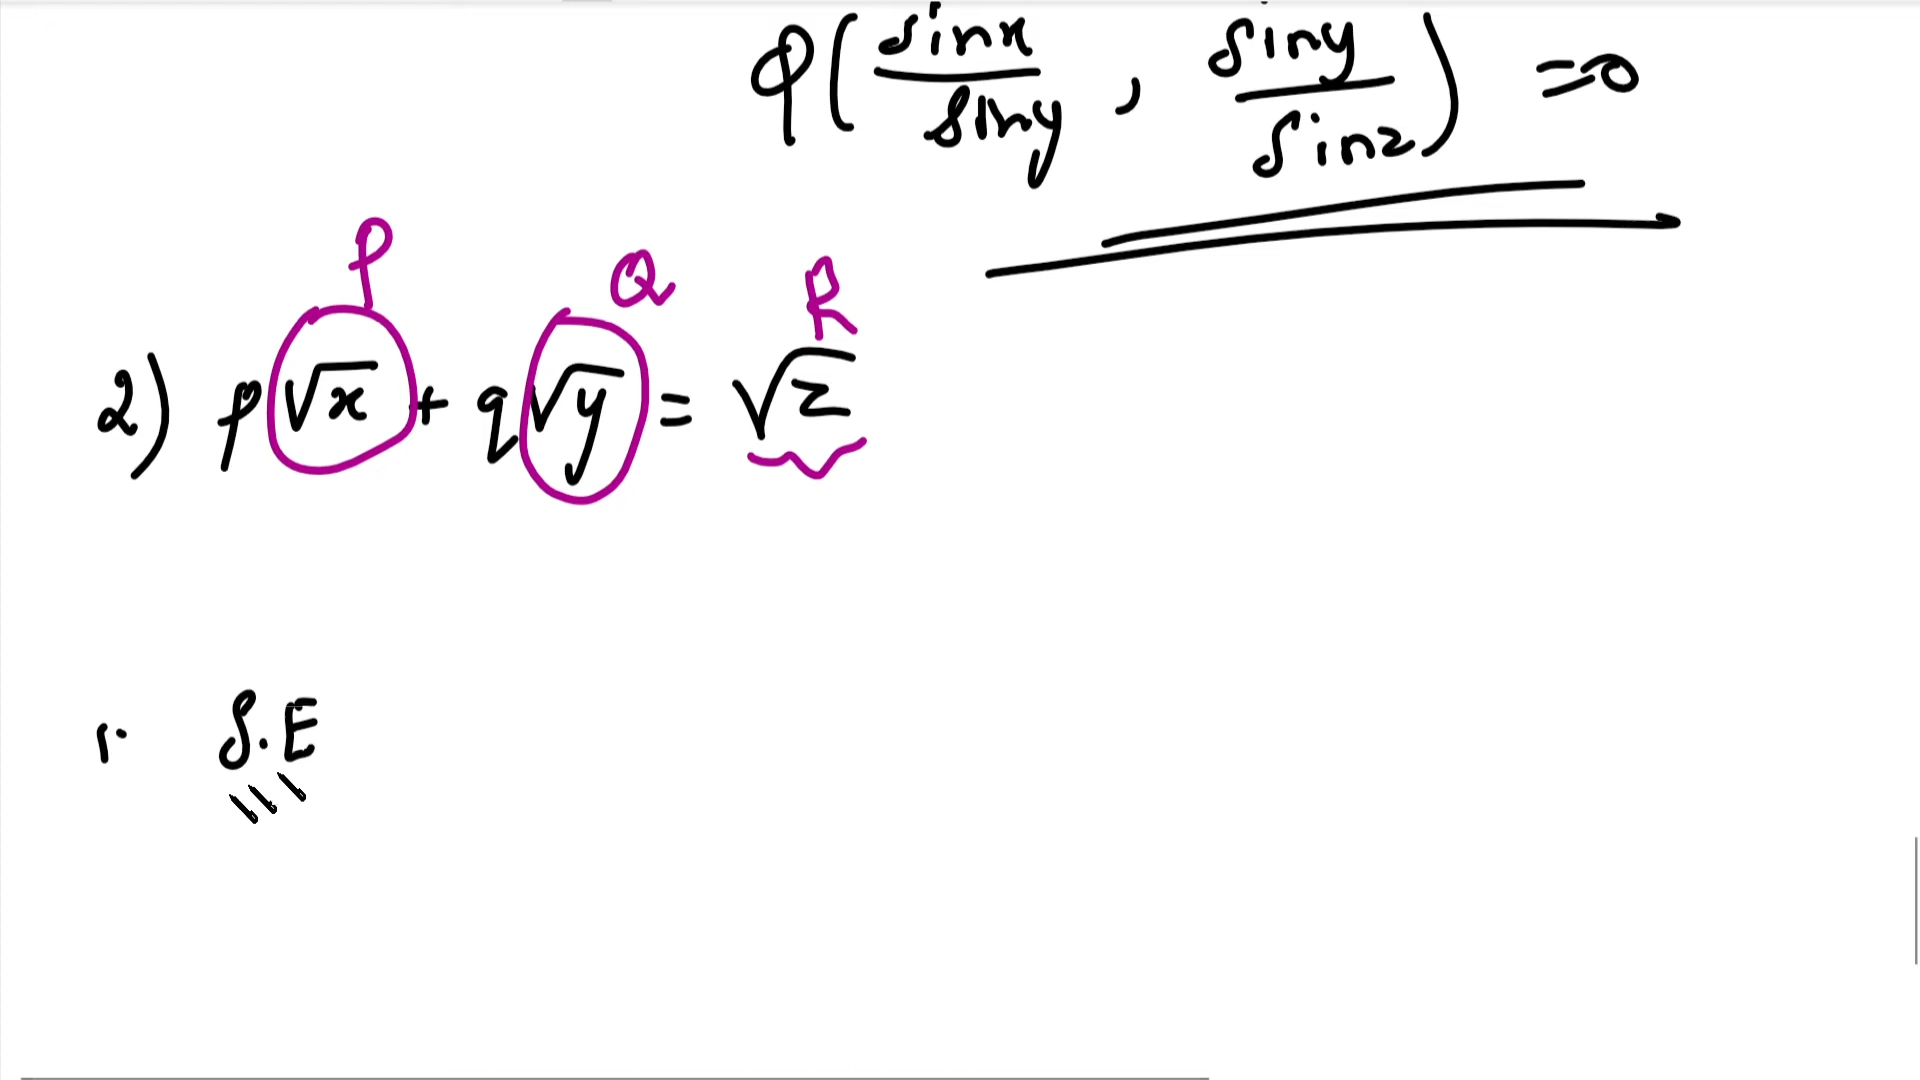 φ(sinx/siny, siny/sinz) =0
P Q R
2) p√x + q√y = √z
S.E